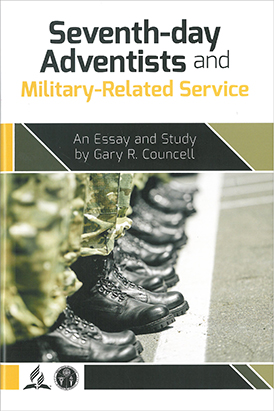 Seventh-day
Adventists and
Military-Related Service
An Essay and Study
by Gary R. Councell